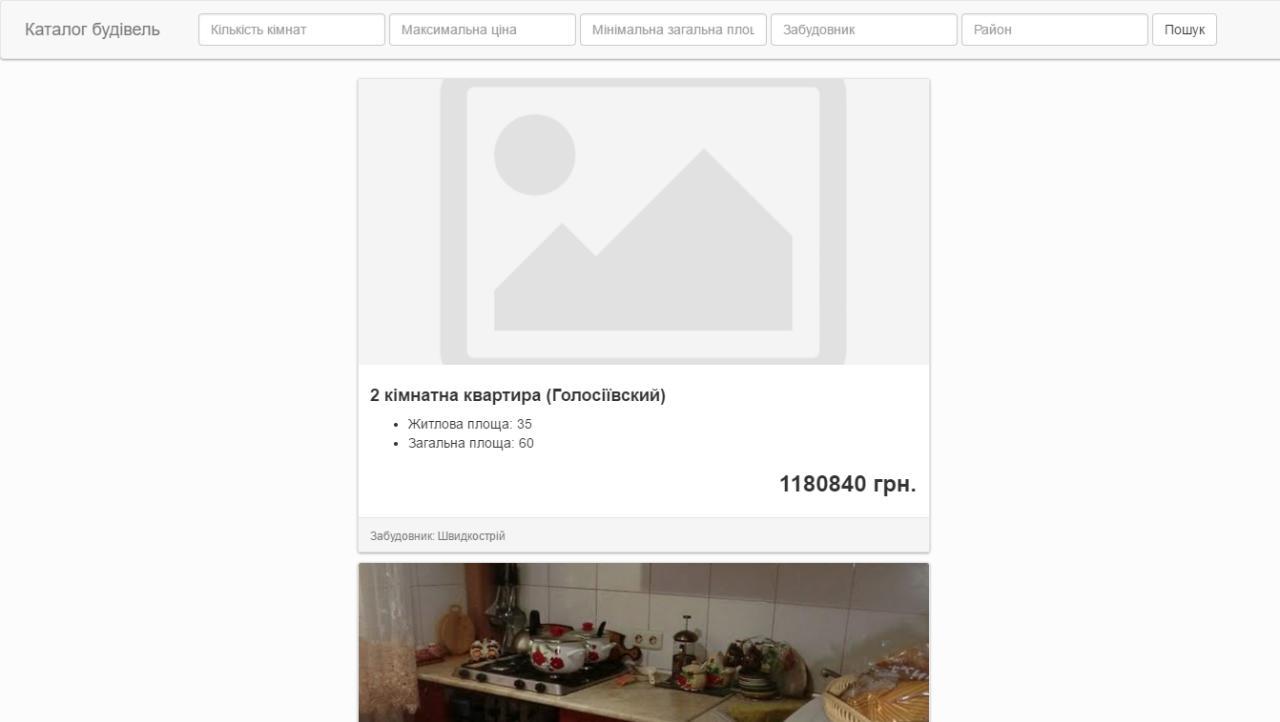 Каталог будівель
Кількість кімнат
Максимальна ціна
Мінімальна загальна
Забудовник
Район
Пошук
2 кімнатна квартира (Голосіївский)
Житлова площа: 35
Загальна площа: 60
1180840 грн.
Забудовник: Швидкострій